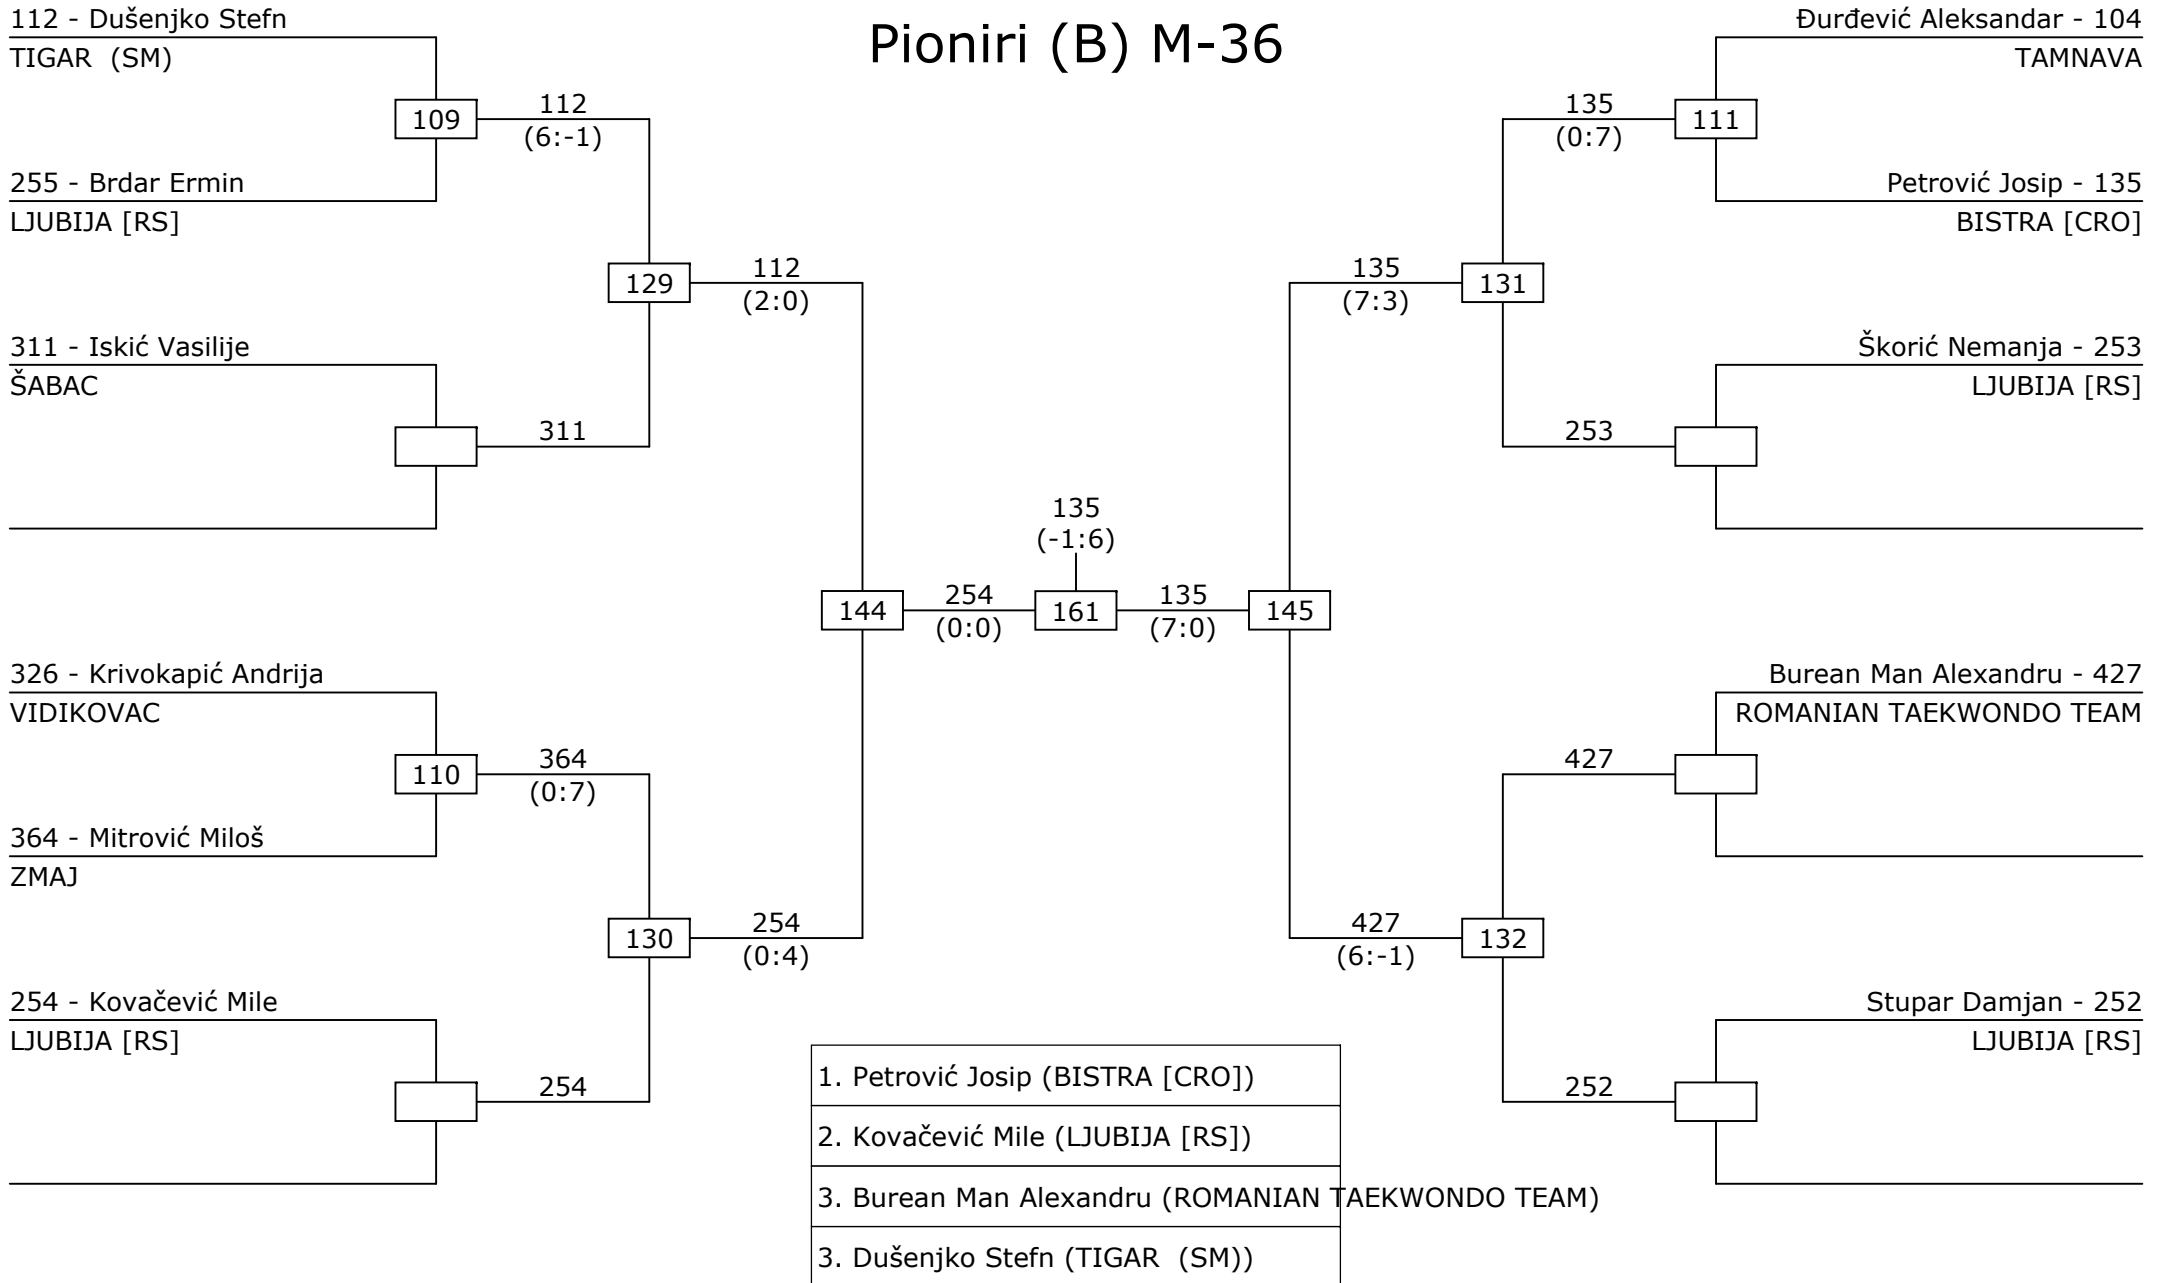 Pioniri (B) M-36
112 - Dušenjko Stefn
TIGAR  (SM)
109
112
(6:-1)
255 - Brdar Ermin
LJUBIJA [RS]
129
112
(2:0)
311 - Iskić Vasilije
ŠABAC
311
144
254
(0:0)
326 - Krivokapić Andrija
VIDIKOVAC
110
364
(0:7)
364 - Mitrović Miloš
ZMAJ
130
254
(0:4)
254 - Kovačević Mile
LJUBIJA [RS]
254
135
(-1:6)
161
Đurđević Aleksandar - 104
TAMNAVA
135
(0:7)
111
Petrović Josip - 135
BISTRA [CRO]
135
(7:3)
131
Škorić Nemanja - 253
LJUBIJA [RS]
253
135
(7:0)
145
Burean Man Alexandru - 427
ROMANIAN TAEKWONDO TEAM
427
427
(6:-1)
132
Stupar Damjan - 252
LJUBIJA [RS]
252
1. Petrović Josip (BISTRA [CRO])
2. Kovačević Mile (LJUBIJA [RS])
3. Burean Man Alexandru (ROMANIAN TAEKWONDO TEAM)
3. Dušenjko Stefn (TIGAR  (SM))